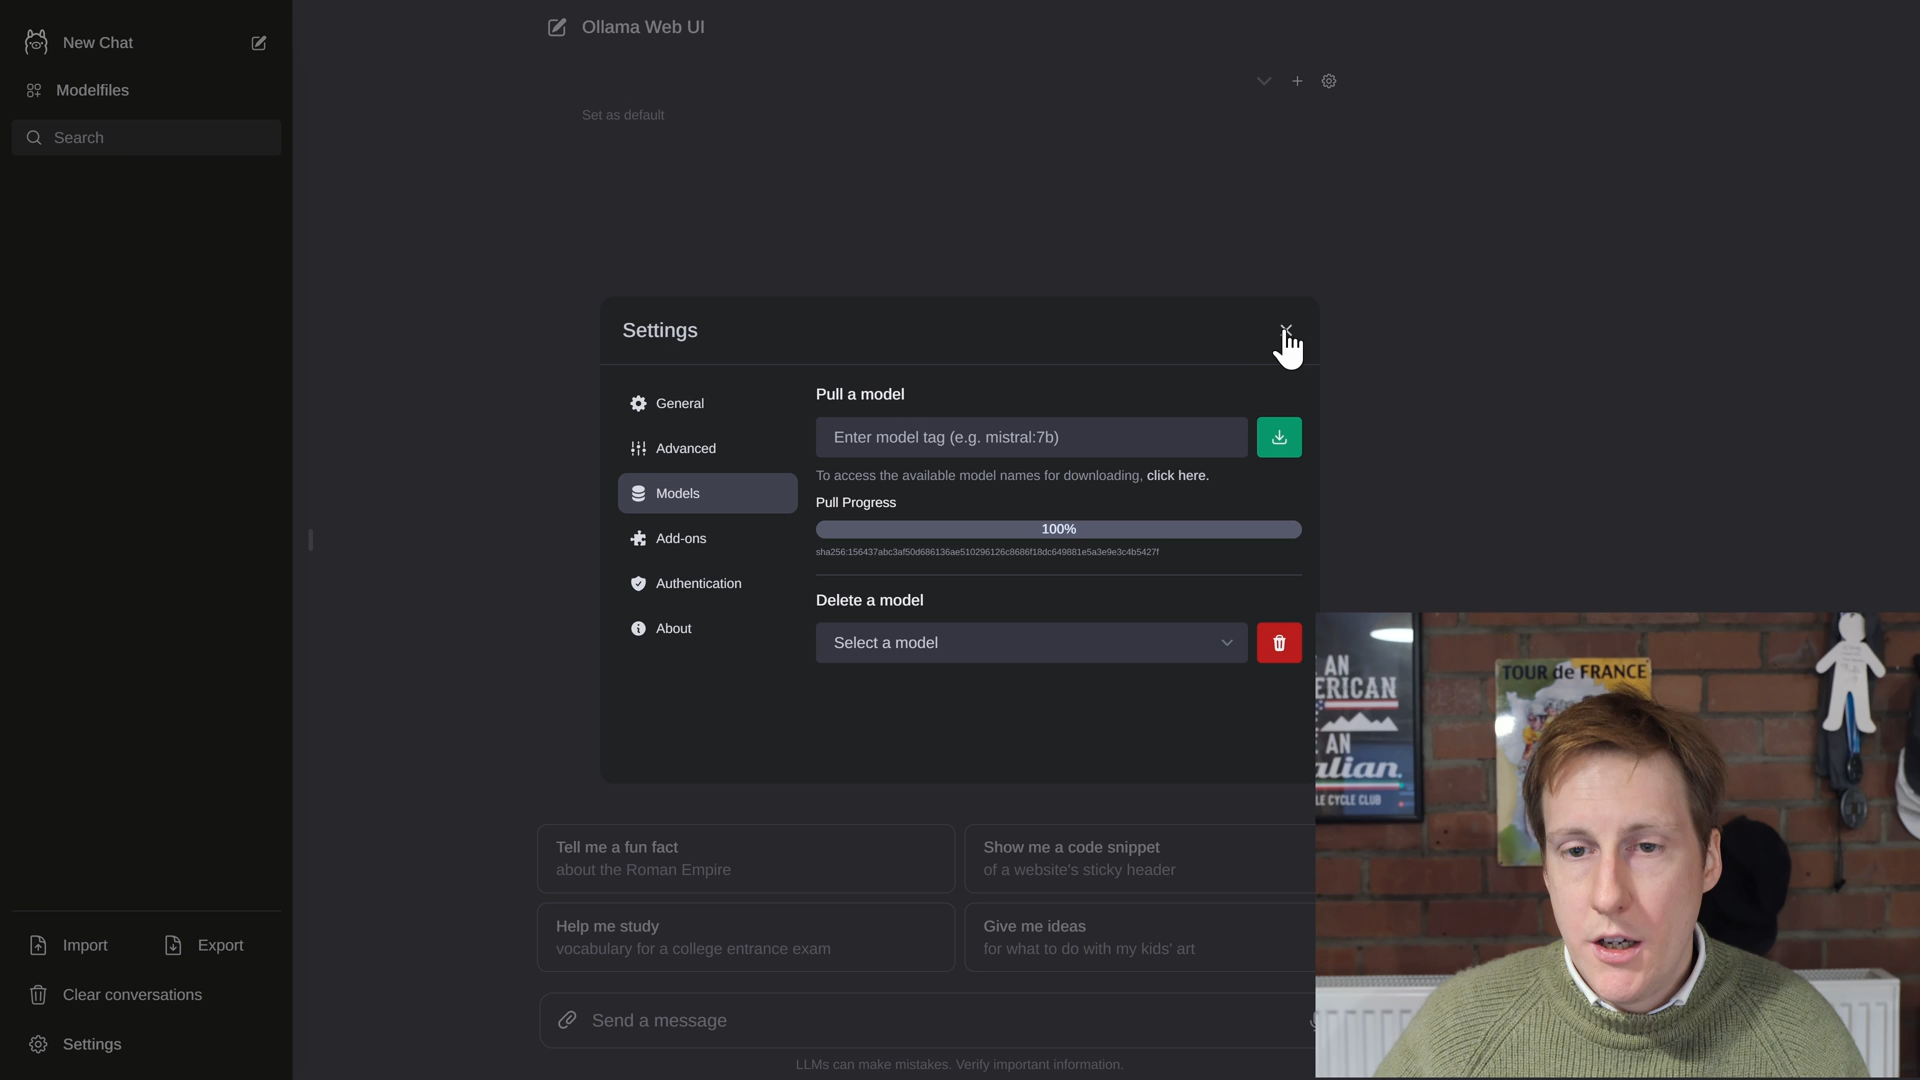 New Chat
Modelfiles
Search
Import
Export
Clear conversations
Settings
Ollama Web UI
Set as default
Settings
General
Advanced
Models
Add-ons
Authentication
About
Pull a model
Enter model tag (e.g. mistral:7b)
To access the available model names for downloading, click here.
Pull Progress
100%
sha256:156437abc3af50d686136ae510296126c8686f18dc649881e5a3e9e3c4b5427f
Delete a model
Select a model
Tell me a fun fact
about the Roman Empire
Show me a code snippet
of a website's sticky header
Help me study
vocabulary for a college entrance exam
Give me ideas
for what to do with my kids' art
Send a message
LLMs can make mistakes. Verify important information.
AN
ERICAN
AN
alian.
LE CYCLE CLUB
TOUR de FRANCE